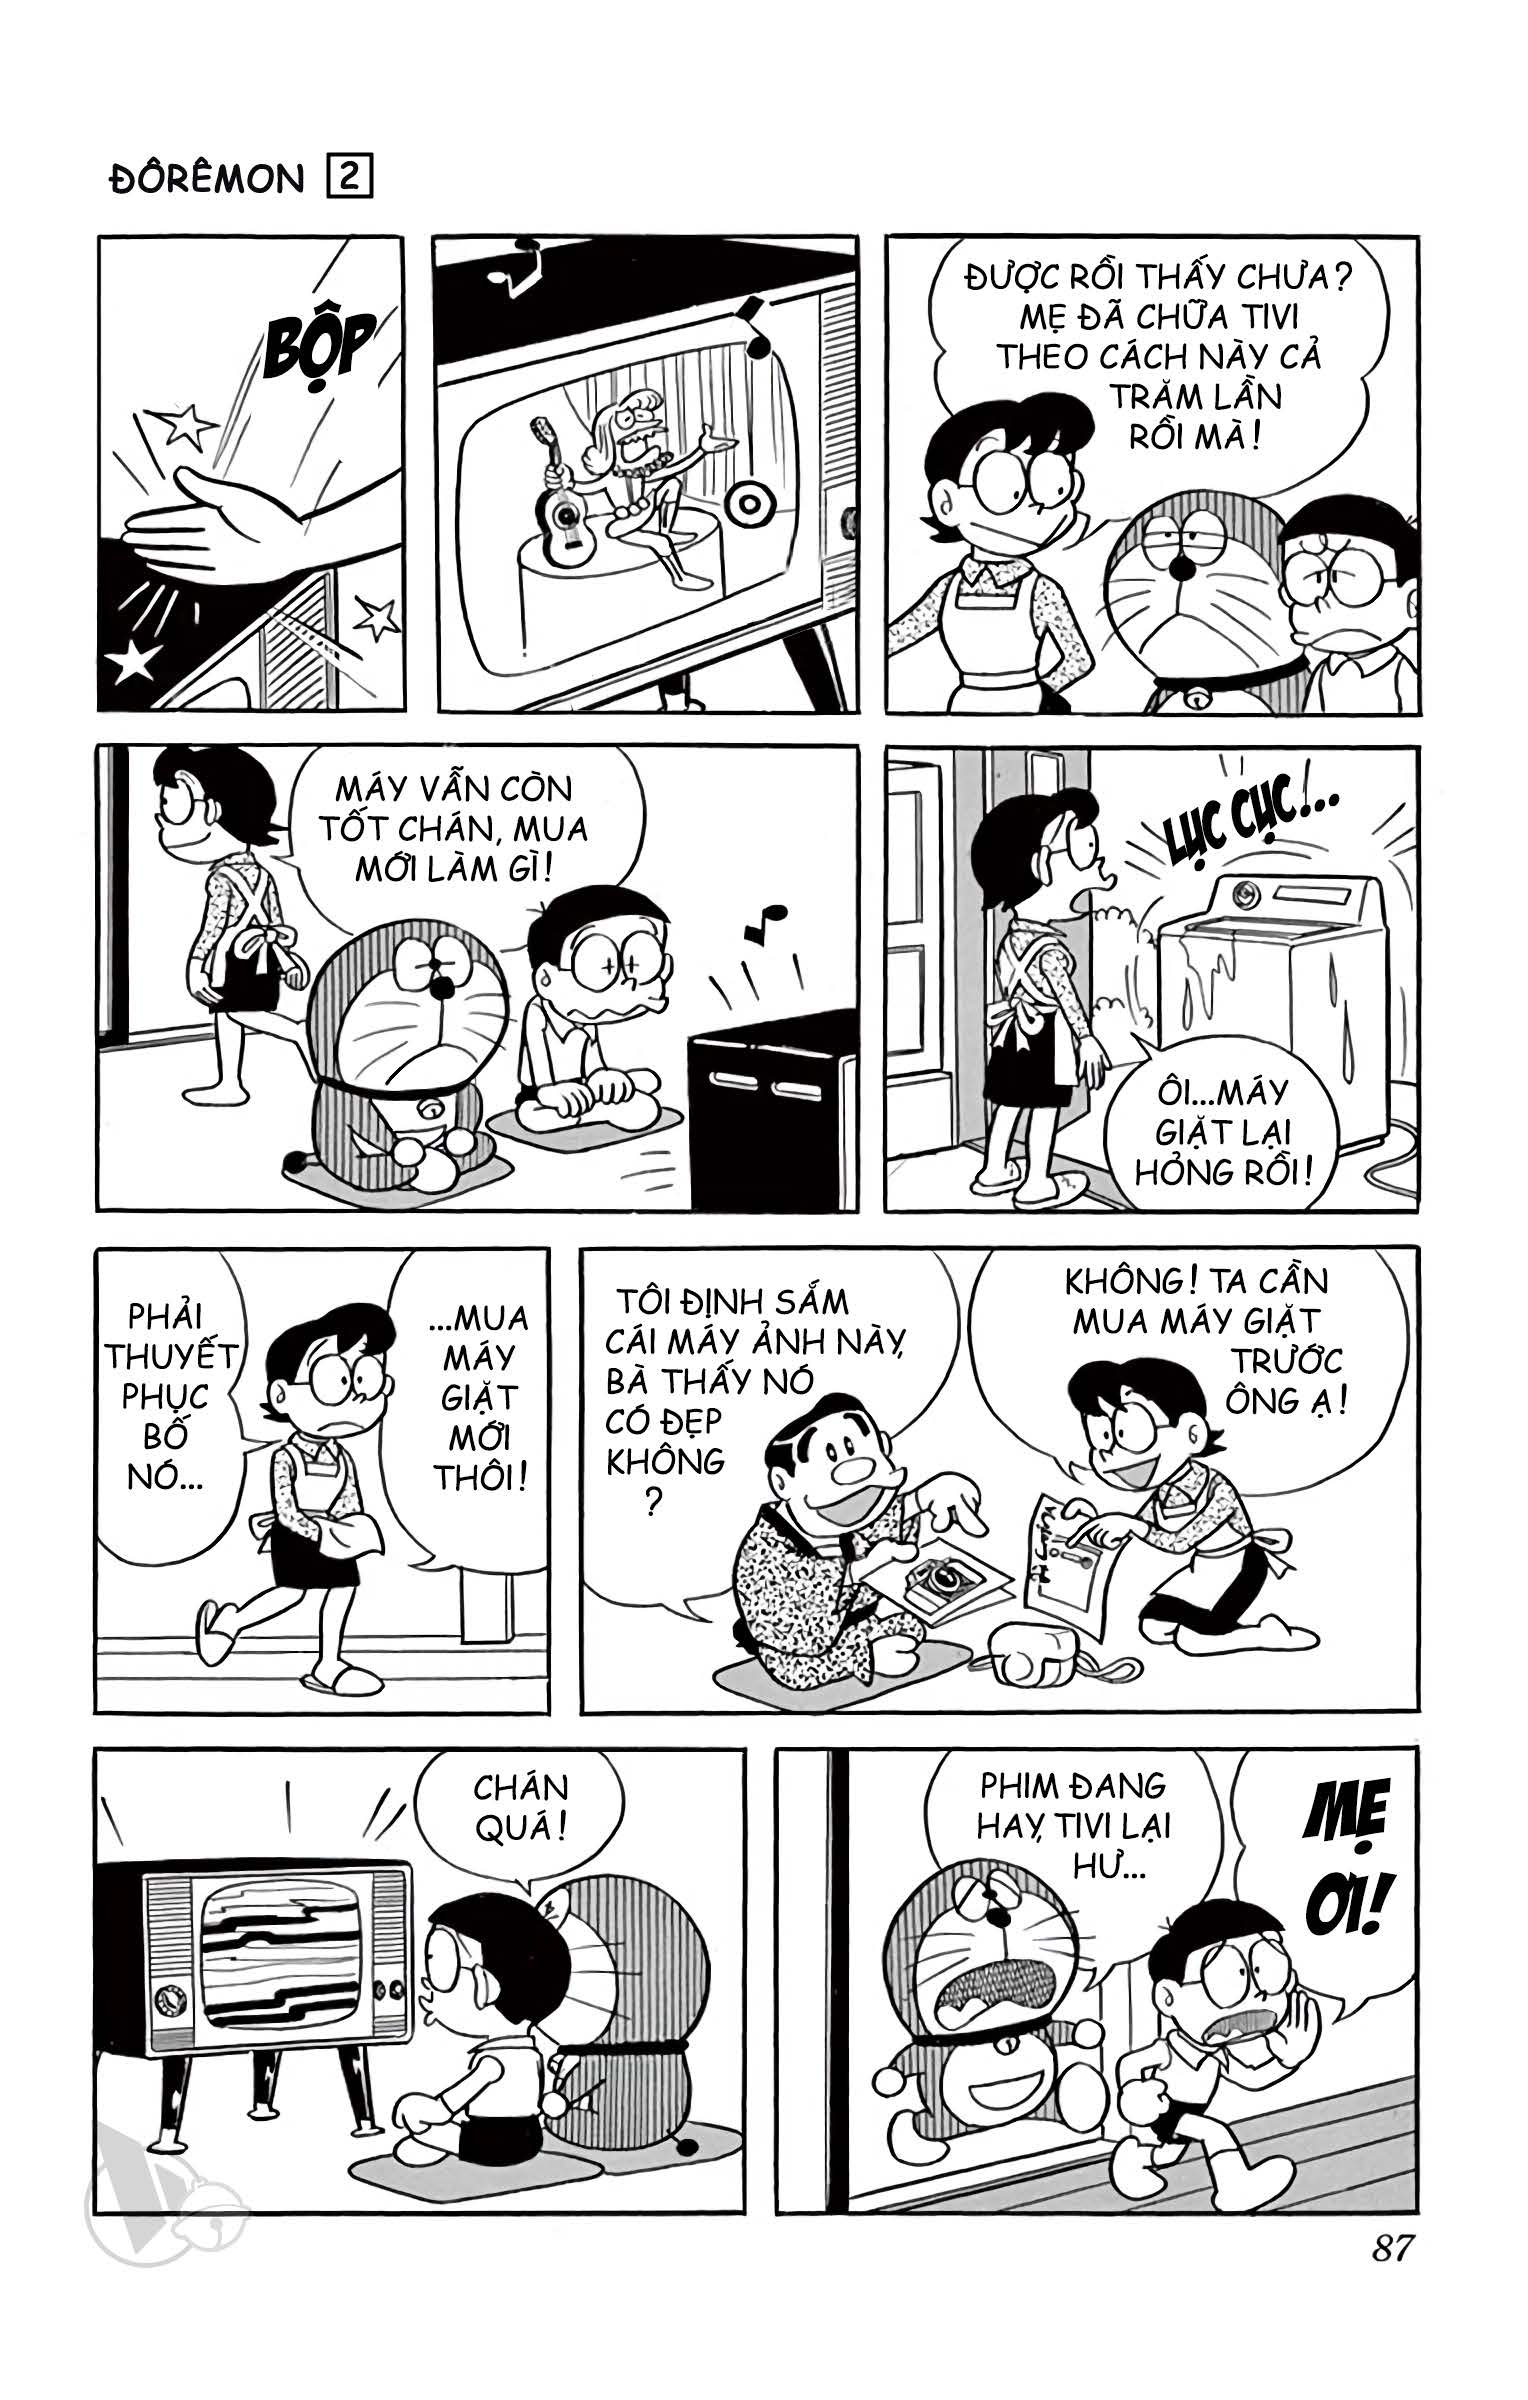 ĐÔRÊMON 2
BỘP
ĐƯỢC RỒI THẤY CHƯA?
MẸ ĐÃ CHỮA TIVI
THEO CÁCH NÀY CẢ
TRĂM LẦN
RỒI MÀ!
MÁY VẪN CÒN
TỐT CHÁN, MUA
MỚI LÀM GÌ!
LỤC CỤC!...
ÔI...MÁY
GIẶT LẠI
HỎNG RỒI!
PHẢI
THUYẾT
PHỤC
BỐ
NÓ...
...MUA
MÁY
GIẶT
MỚI
THÔI!
TÔI ĐỊNH SẮM
CÁI MÁY ẢNH NÀY,
BÀ THẤY NÓ
CÓ ĐẸP
KHÔNG
?
KHÔNG! TA CẦN
MUA MÁY GIẶT
TRƯỚC
ÔNG Ạ!
CHÁN
QUÁ!
PHIM ĐANG
HAY, TIVI LẠI
HƯ...
MẸ
ƠI!
87